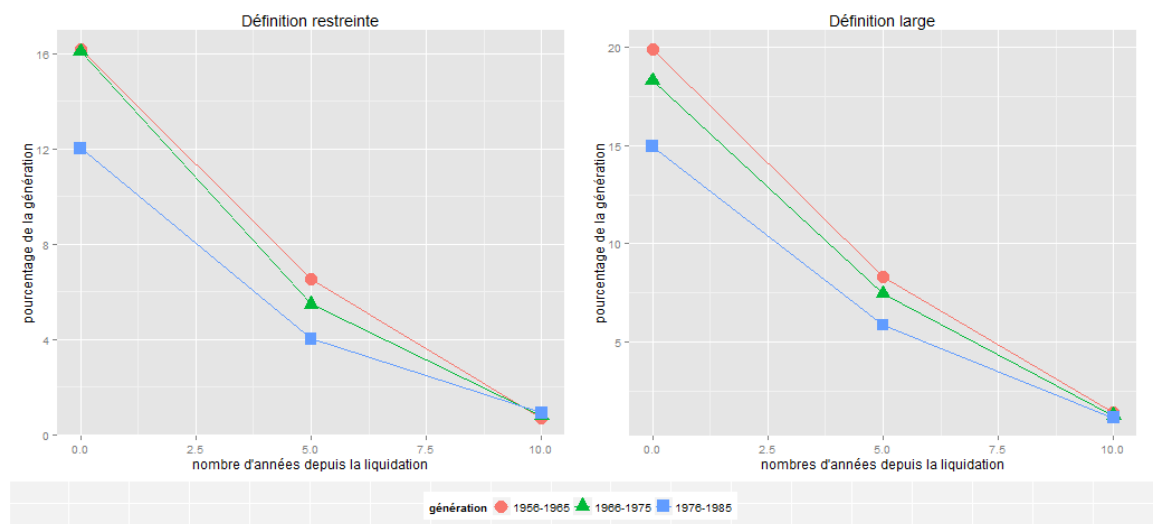 Définition restreinte
Définition large
pourcentage de la génération
16
12
8
4
0
0.0
2.5
5.0
7.5
10.0
nombre d'années depuis la liquidation
pourcentage de la génération
20
15
10
5
0.0
2.5
5.0
7.5
10.0
nombres d'années depuis la liquidation
génération 1956-1965 1966-1975 1976-1985